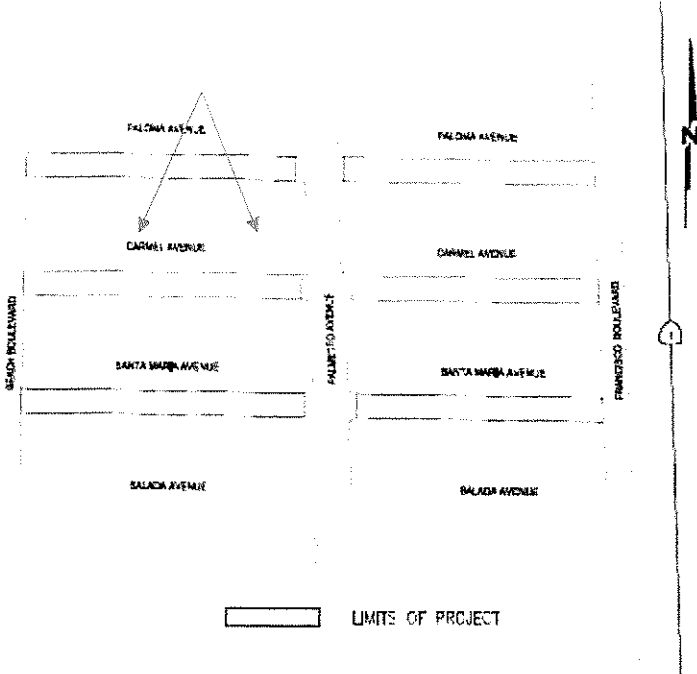 N
PALOMA AVENUE
PALOMA AVENUE
CARMEL AVENUE
CARMEL AVENUE
BEACH BOULEVARD
PALMETTO AVENUE
FRANCISCO BOULEVARD
1
SANTA MARIA AVENUE
SANTA MARIA AVENUE
SALADA AVENUE
SALADA AVENUE
LIMITS OF PROJECT